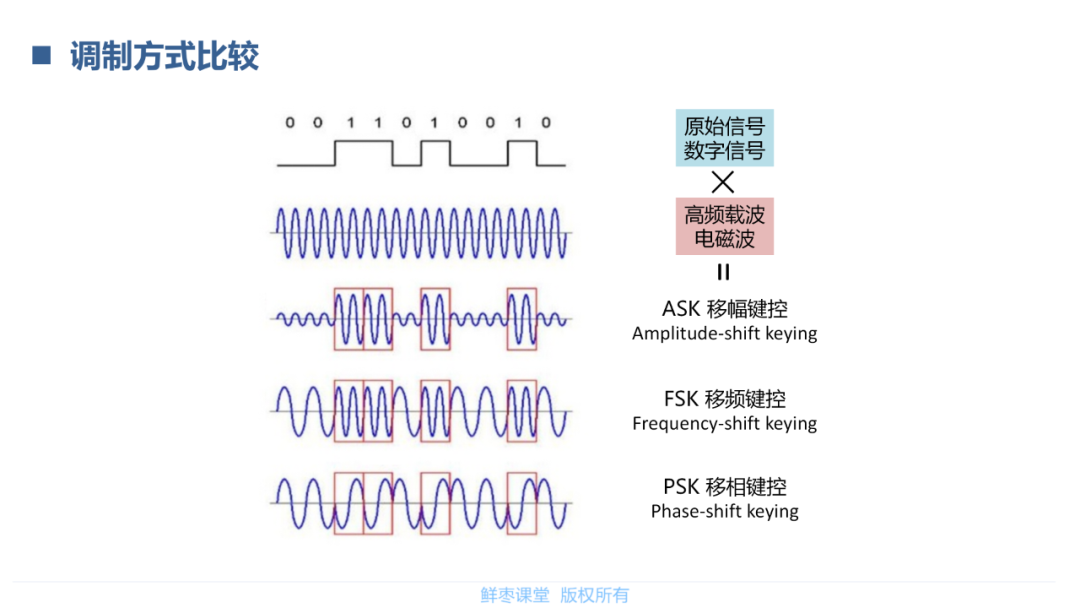 调制方式比较
0 0 1 1 0 1 0 0 1 0
原始信号
数字信号
×
高频载波
电磁波
=
ASK 移幅键控
Amplitude-shift keying
FSK 移频键控
Frequency-shift keying
PSK 移相键控
Phase-shift keying
鲜枣课堂 版权所有